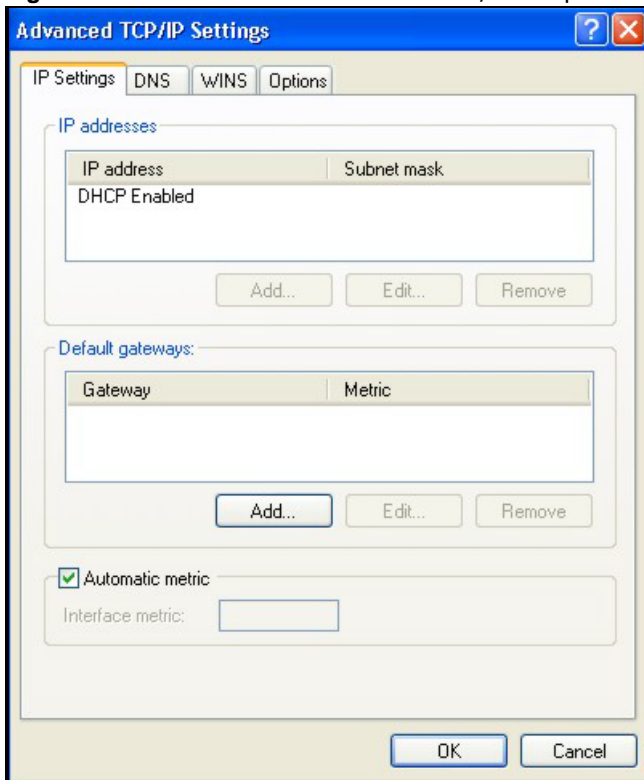 Advanced TCP/IP Settings
IP Settings DNS WINS Options
IP addresses
IP address Subnet mask
DHCP Enabled
Add... Edit... Remove
Default gateways:
Gateway Metric
Add... Edit... Remove
Automatic metric
Interface metric:
OK Cancel